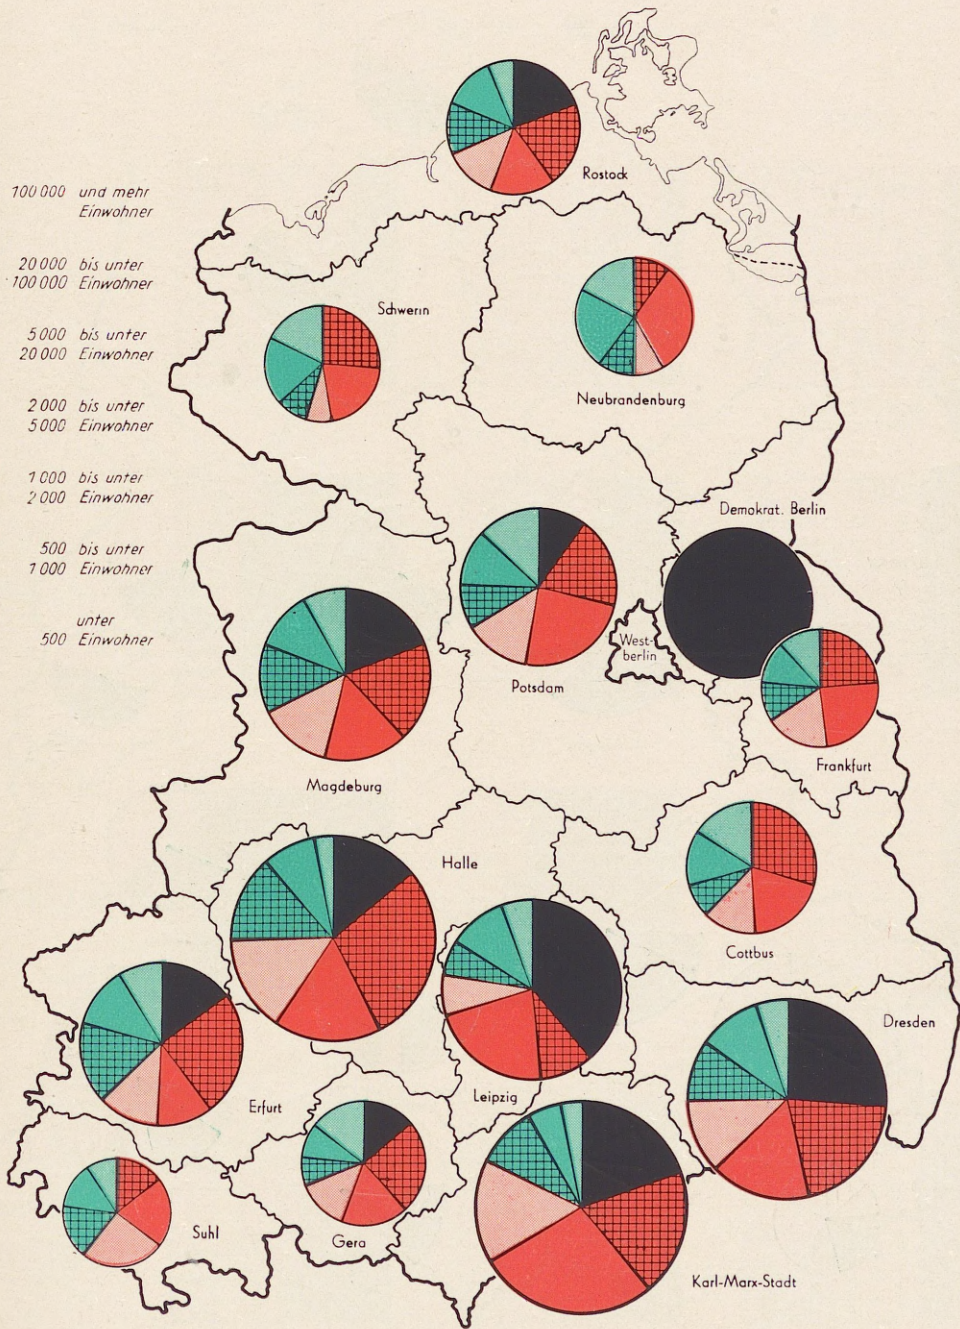 100 000 und mehr
Einwohner
20 000 bis unter
100 000 Einwohner
5 000 bis unter
20 000 Einwohner
2 000 bis unter
5 000 Einwohner
1 000 bis unter
2 000 Einwohner
500 bis unter
1 000 Einwohner
unter
500 Einwohner
Rostock
Schwerin
Neubrandenburg
Demokrat. Berlin
West-
berlin
Potsdam
Frankfurt
Magdeburg
Halle
Cottbus
Dresden
Leipzig
Erfurt
Suhl
Gera
Karl-Marx-Stadt